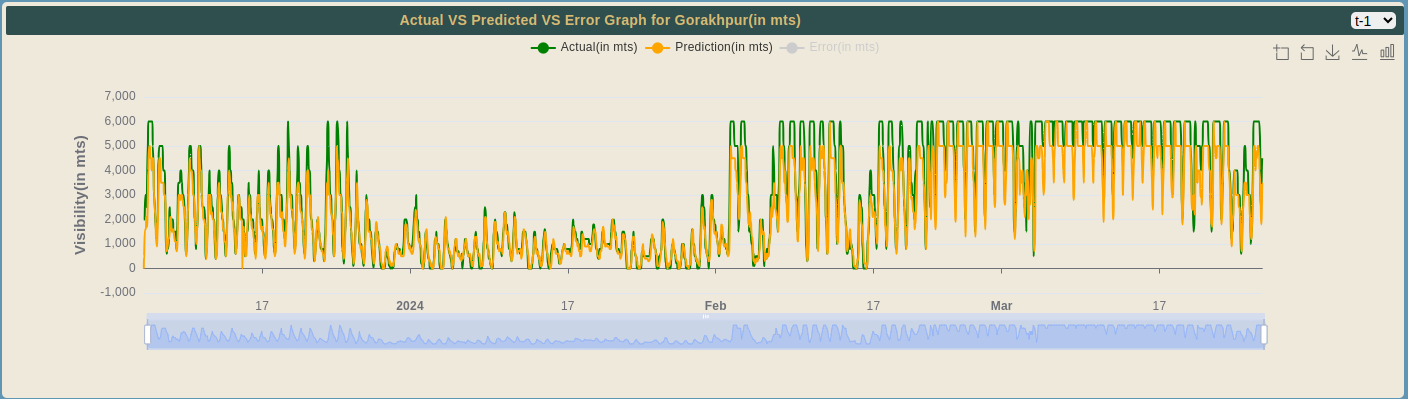 Actual VS Predicted VS Error Graph for Gorakhpur(in mts)
t-1
Actual(in mts) Prediction(in mts) Error(in mts)
Visibility(in mts)
7,000
6,000
5,000
4,000
3,000
2,000
1,000
0
-1,000
17 2024 17 Feb 17 Mar 17